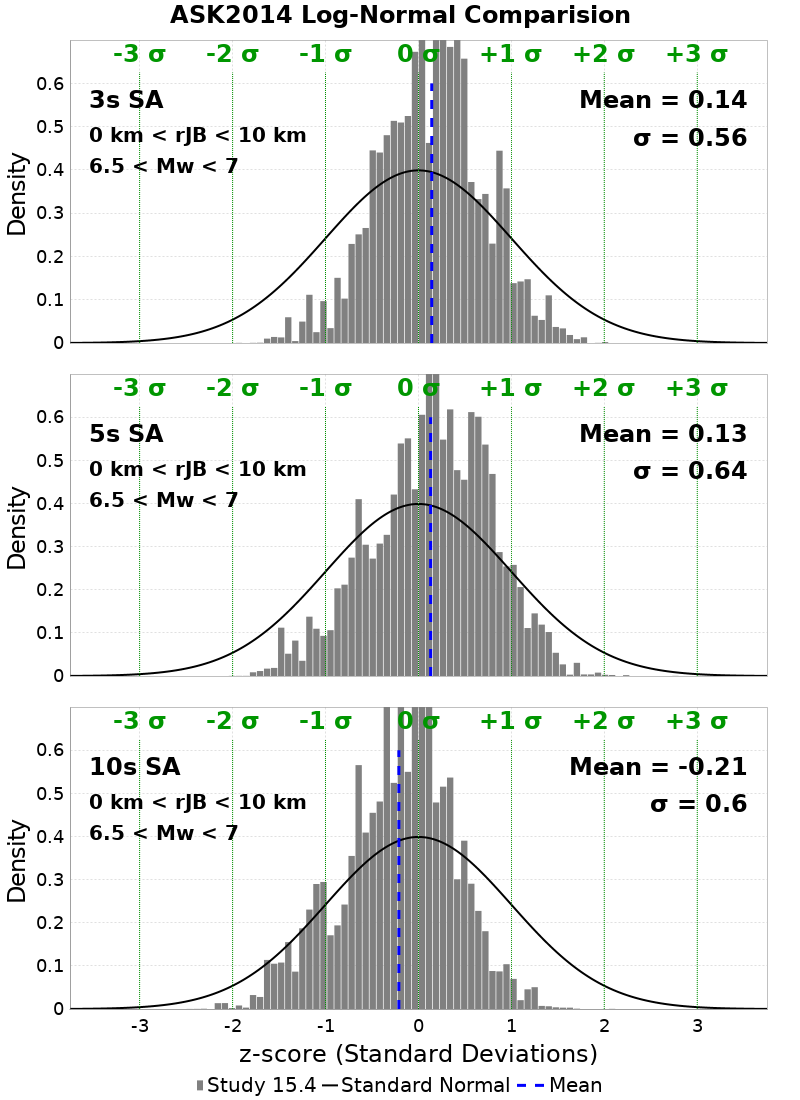 ASK2014 Log-Normal Comparision
-3 σ -2 σ -1 σ 0 σ +1 σ +2 σ +3 σ
3s SA
0 km < rJB < 10 km
6.5 < Mw < 7
Mean = 0.14
σ = 0.56
0.6
0.5
0.4
0.3
0.2
0.1
0
Density
-3 σ -2 σ -1 σ 0 σ +1 σ +2 σ +3 σ
5s SA
0 km < rJB < 10 km
6.5 < Mw < 7
Mean = 0.13
σ = 0.64
0.6
0.5
0.4
0.3
0.2
0.1
0
Density
-3 σ -2 σ -1 σ 0 σ +1 σ +2 σ +3 σ
10s SA
0 km < rJB < 10 km
6.5 < Mw < 7
Mean = -0.21
σ = 0.6
0.6
0.5
0.4
0.3
0.2
0.1
0
Density
-3 -2 -1 0 1 2 3
z-score (Standard Deviations)
Study 15.4 Standard Normal Mean